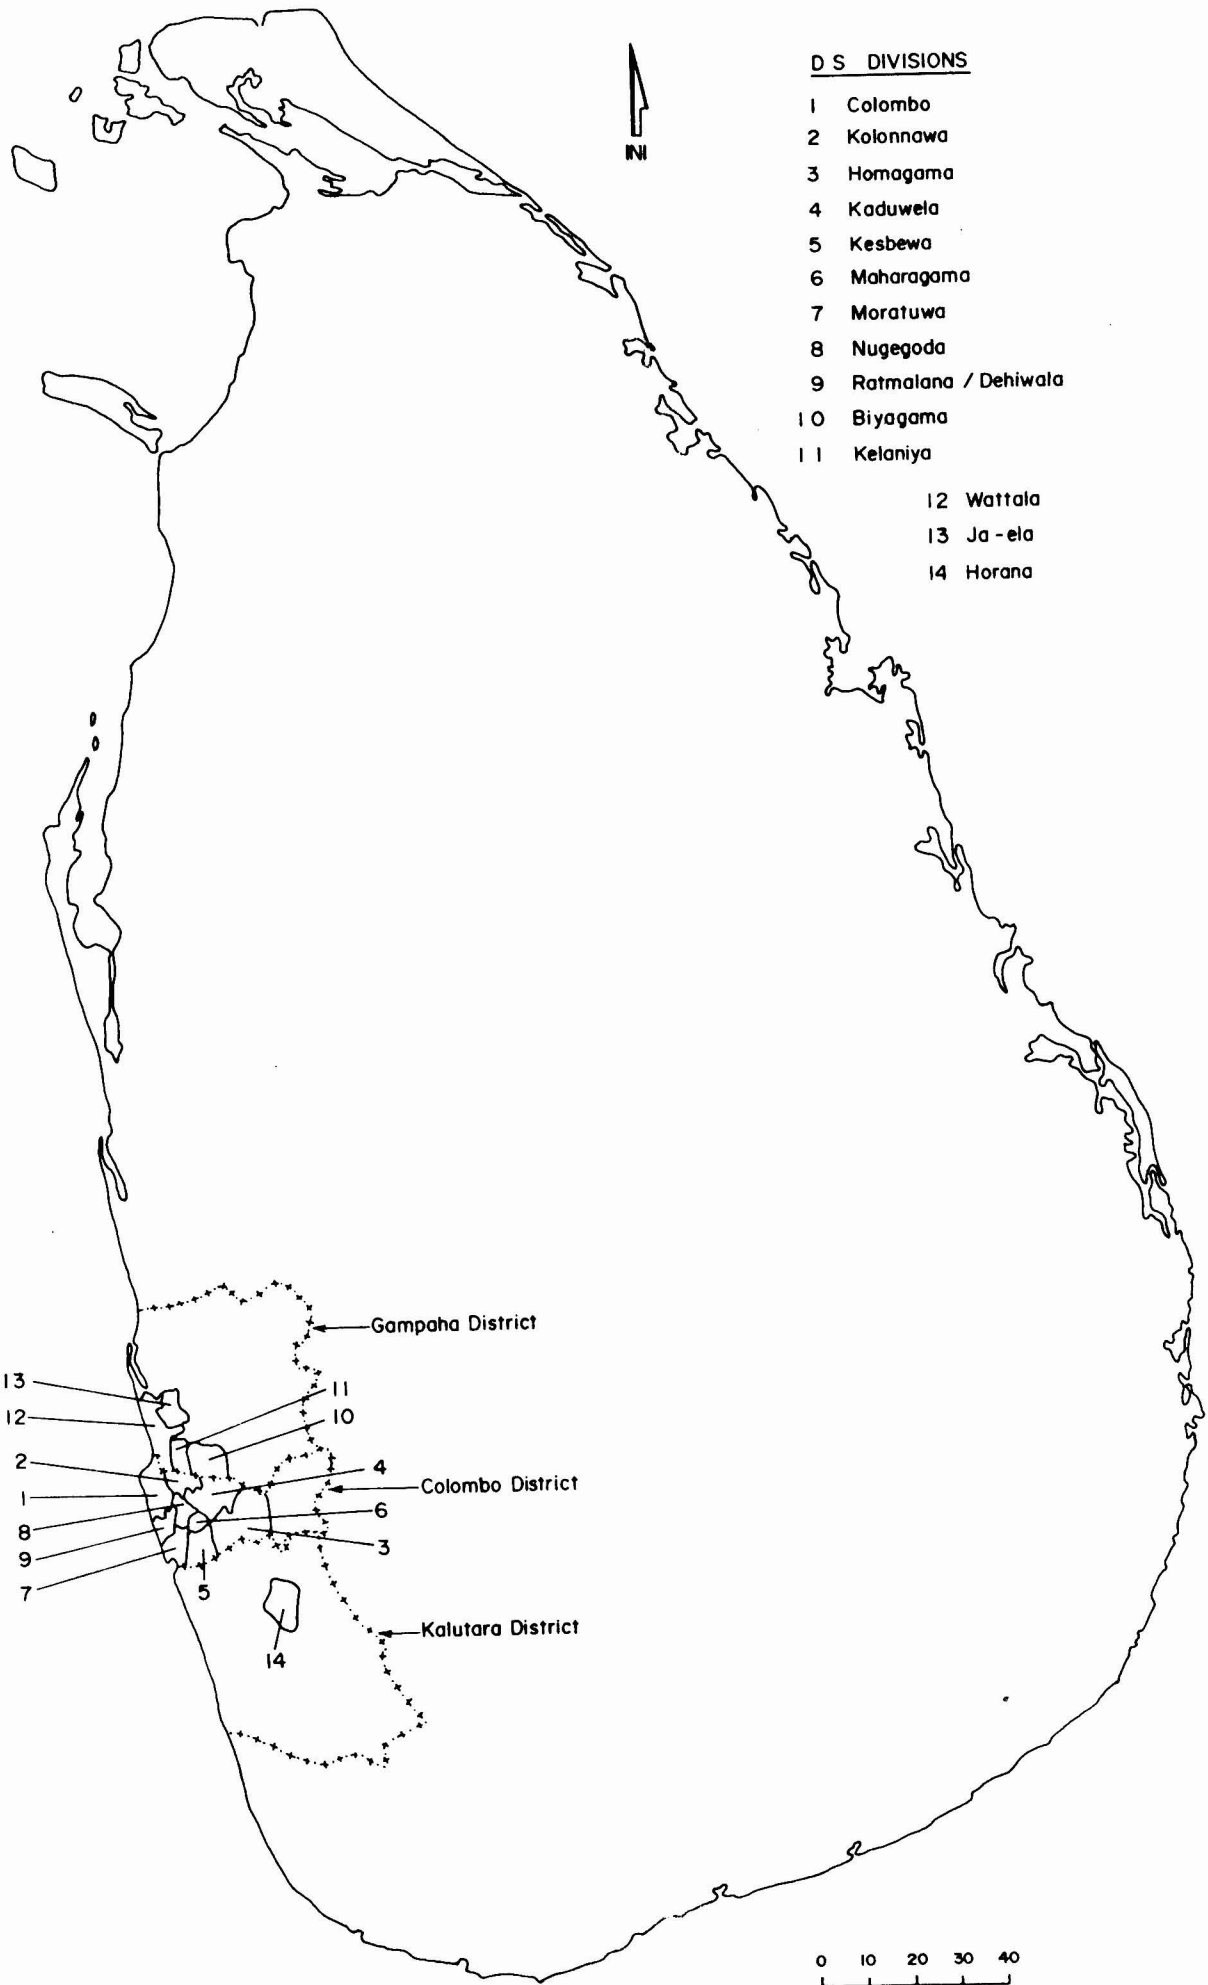 D S DIVISIONS
1 Colombo
2 Kolonnawa
3 Homagama
4 Kaduwela
5 Kesbewa
6 Maharagama
7 Moratuwa
8 Nugegoda
9 Ratmalana / Dehiwala
10 Biyagama
11 Kelaniya
12 Wattala
13 Ja-ela
14 Horana
N
Gampaha District
13
11
12
10
2
4
Colombo District
1
6
8
3
9
7
5
Kalutara District
14
0 10 20 30 40